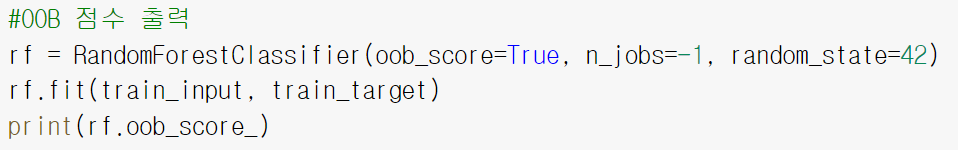 #OOB 점수 출력
rf = RandomForestClassifier(oob_score=True, n_jobs=-1, random_state=42)
rf.fit(train_input, train_target)
print(rf.oob_score_)